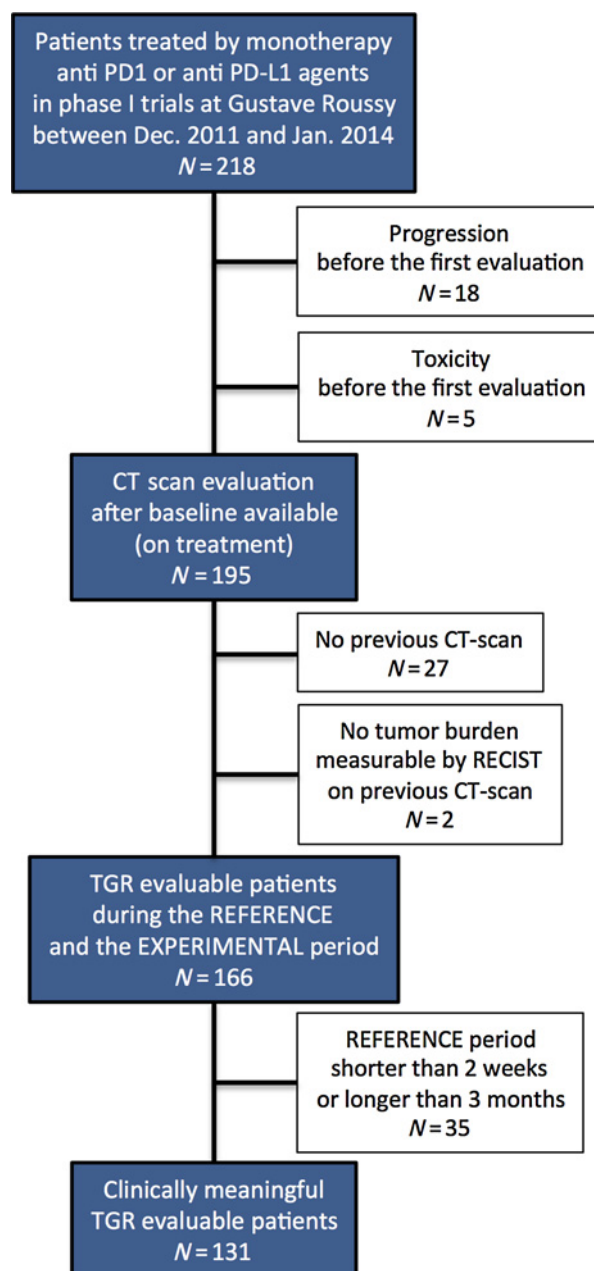 Patients treated by monotherapy
anti PD1 or anti PD-L1 agents
in phase I trials at Gustave Roussy
between Dec. 2011 and Jan. 2014
N = 218
Progression
before the first evaluation
N = 18
Toxicity
before the first evaluation
N = 5
CT scan evaluation
after baseline available
(on treatment)
N = 195
No previous CT-scan
N = 27
No tumor burden
measurable by RECIST
on previous CT-scan
N = 2
TGR evaluable patients
during the REFERENCE
and the EXPERIMENTAL period
N = 166
REFERENCE period
shorter than 2 weeks
or longer than 3 months
N = 35
Clinically meaningful
TGR evaluable patients
N = 131